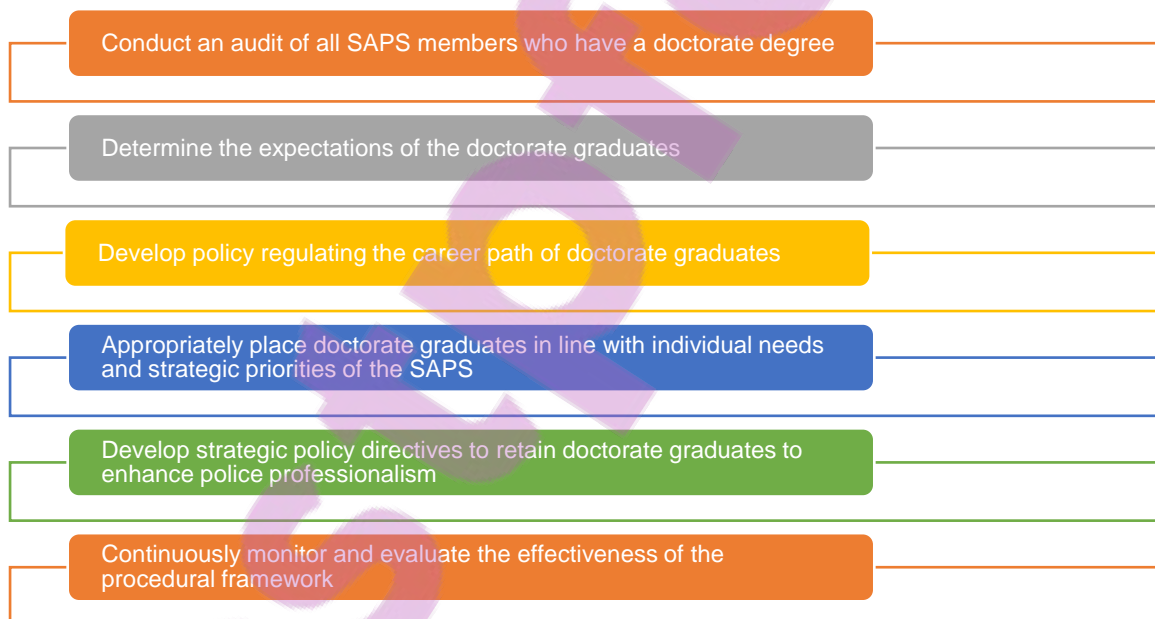 Conduct an audit of all SAPS members who have a doctorate degree
Determine the expectations of the doctorate graduates
Develop policy regulating the career path of doctorate graduates
Appropriately place doctorate graduates in line with individual needs
and strategic priorities of the SAPS
Develop strategic policy directives to retain doctorate graduates to
enhance police professionalism
Continuously monitor and evaluate the effectiveness of the
procedural framework